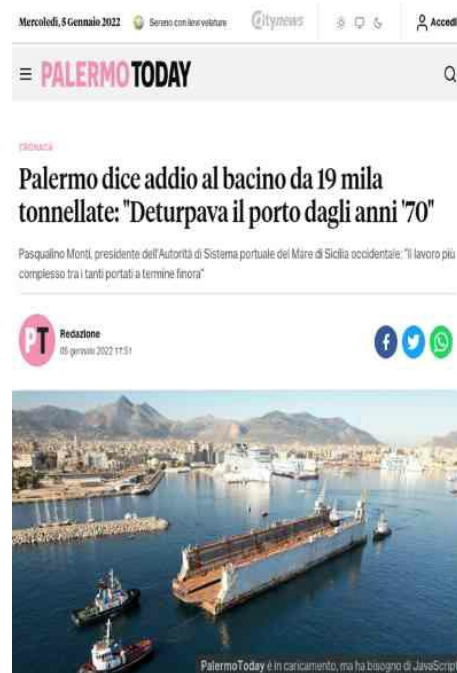 Mercoledì, 5 Gennaio 2022 Sereno con lievi velature Citynews Accedi
PALERMOTODAY
CRONACA
Palermo dice addio al bacino da 19 mila
tonnellate: "Deturpava il porto dagli anni '70"
Pasqualino Monti, presidente dell'Autorità di Sistema portuale del Mare di Sicilia occidentale: "Il lavoro più
complesso tra i tanti portati a termine finora"
PT
Redazione
05 gennaio 2022 17:51
PalermoToday è in caricamento, ma ha bisogno di JavaScript